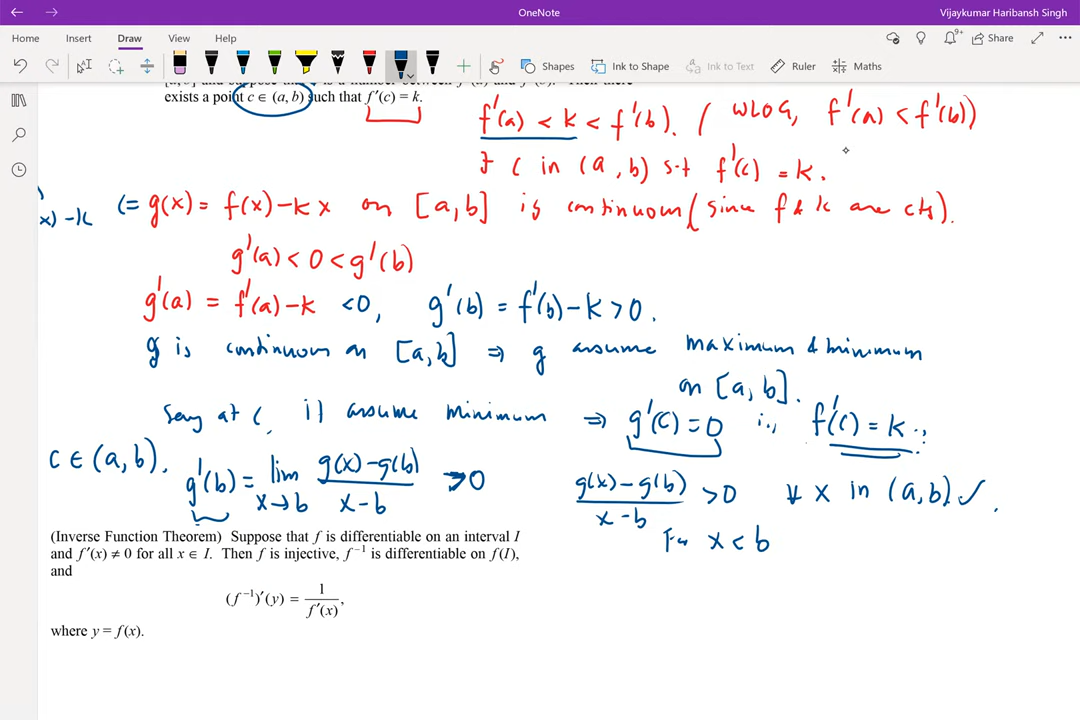 OneNote
Vijaykumar Haribansh Singh
Home Insert Draw View Help
9+ Share
Shapes Ink to Shape Ink to Text Ruler Maths
exists a point c ∈ (a, b) such that f′(c) = k.
f'(a) < k < f'(b). ( WLOG, f'(a) < f'(b))
∃ c in (a, b) s.t f'(c) = k.
x) -k (= g(x) = f(x) - k x on [a, b] is continuous (since f & k are cts).
g'(a) < 0 < g'(b)
g'(a) = f'(a) - k < 0, g'(b) = f'(b) - k > 0.
g is continuous on [a, b] ⇒ g assume maximum & minimum
on [a, b].
Say at c, it assume minimum ⇒ g'(c) = 0 i.e., f'(c) = k
c ∈ (a, b).
g'(b) = lim x→b g(x) - g(b) / x - b > 0 g(x) - g(b) / x - b > 0 ∀ x in (a, b). ✓
For x < b
(Inverse Function Theorem) Suppose that f is differentiable on an interval I
and f′(x) ≠ 0 for all x ∈ I. Then f is injective, f⁻¹ is differentiable on f(I),
and
(f⁻¹)′(y) = 1 / f′(x),
where y = f(x).